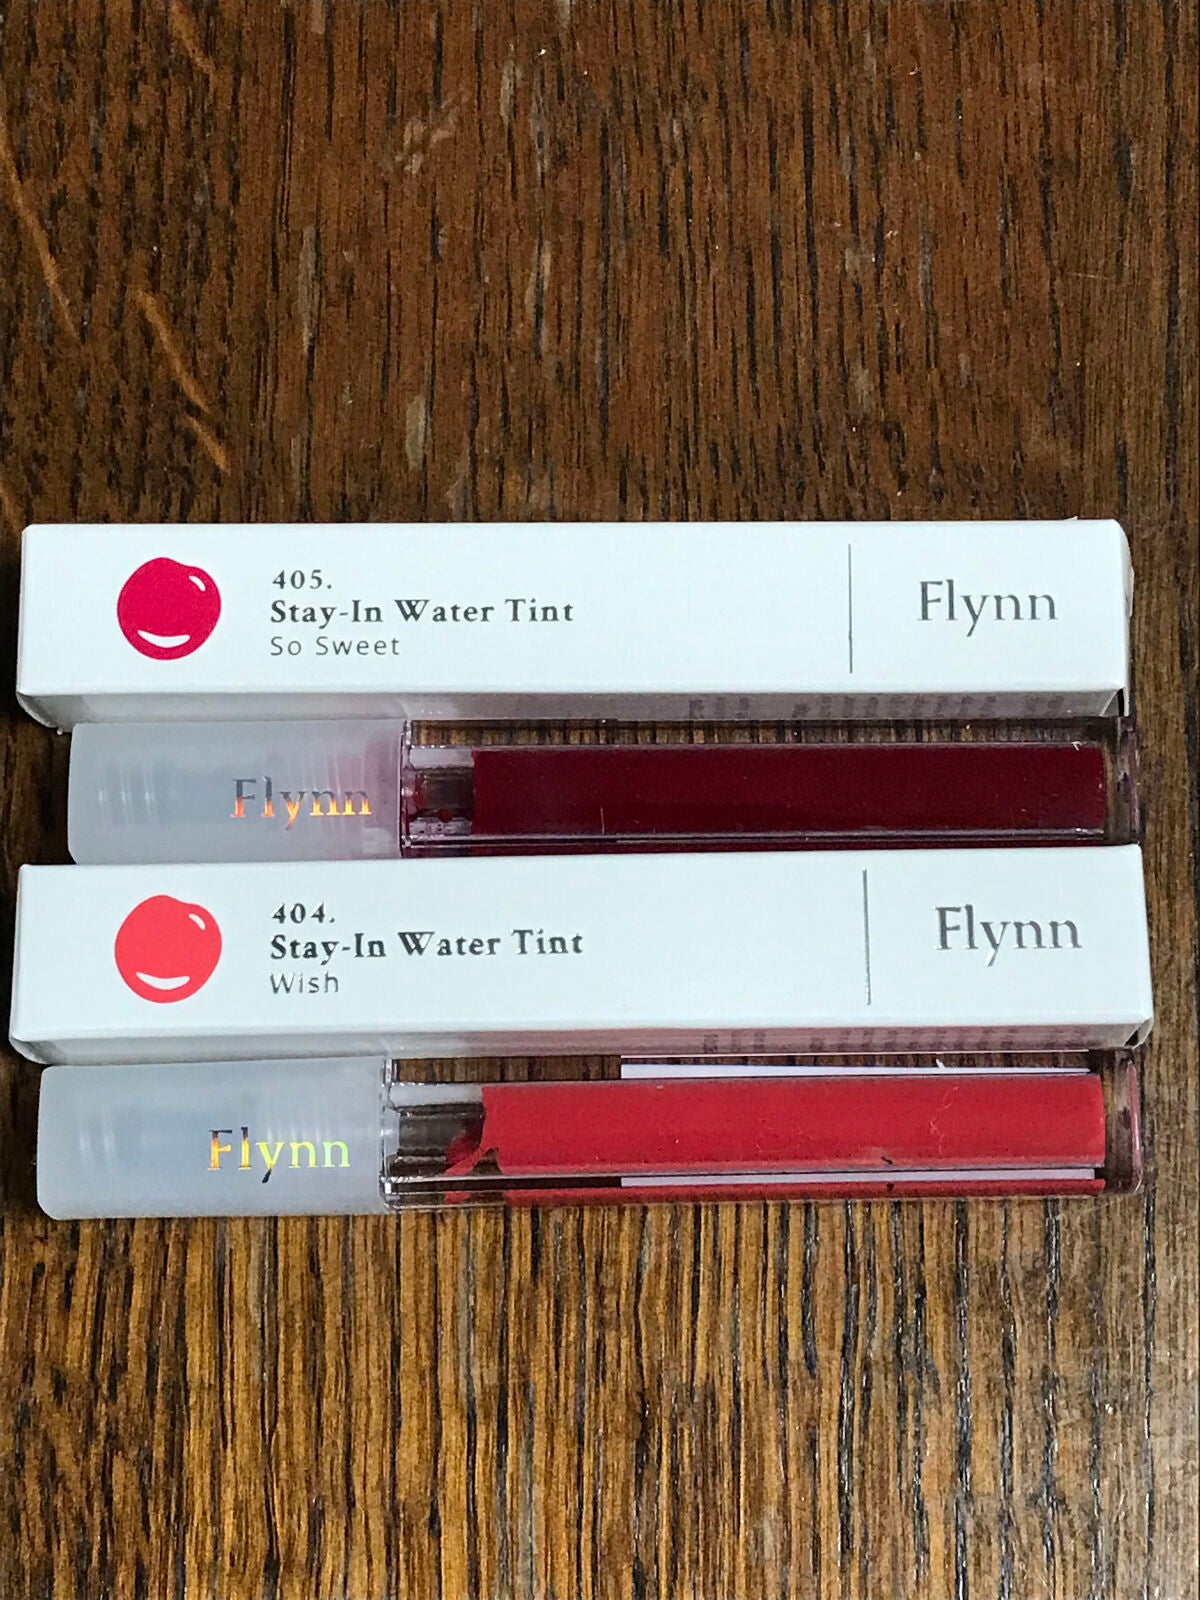 405.
Stay-In Water Tint
So Sweet
Flynn
Flynn
404.
Stay-In Water Tint
Wish
Flynn
Flynn